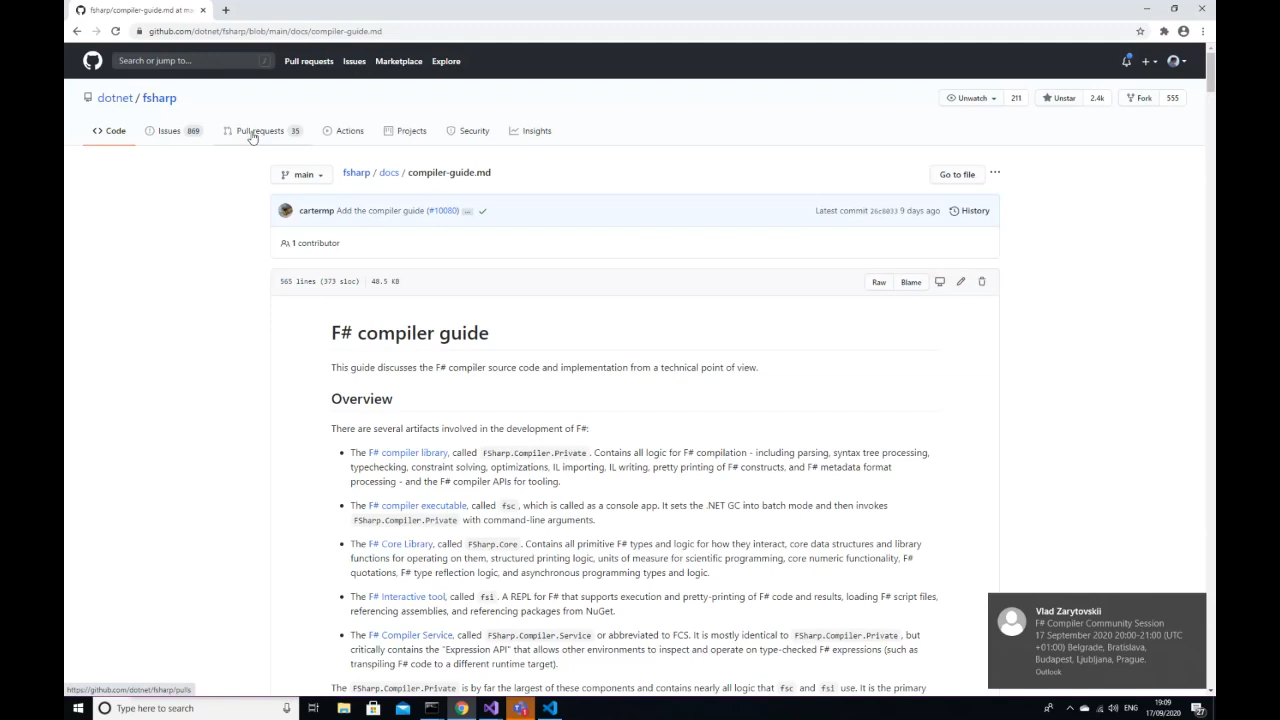 fsharp/compiler-guide.md at ma
github.com/dotnet/fsharp/blob/main/docs/compiler-guide.md
Search or jump to...
/
Pull requests
Issues
Marketplace
Explore
dotnet / fsharp
Unwatch
211
Unstar
2.4k
Fork
555
Code
Issues 869
Pull requests 35
Actions
Projects
Security
Insights
main
fsharp / docs / compiler-guide.md
Go to file
cartermp Add the compiler guide (#10080)
Latest commit 26c8033 9 days ago
History
1 contributor
565 lines (373 sloc) | 48.5 KB
Raw
Blame
F# compiler guide
This guide discusses the F# compiler source code and implementation from a technical point of view.
Overview
There are several artifacts involved in the development of F#:
The F# compiler library, called FSharp.Compiler.Private. Contains all logic for F# compilation - including parsing, syntax tree processing,
typechecking, constraint solving, optimizations, IL importing, IL writing, pretty printing of F# constructs, and F# metadata format
processing - and the F# compiler APIs for tooling.
The F# compiler executable, called fsc, which is called as a console app. It sets the .NET GC into batch mode and then invokes
FSharp.Compiler.Private with command-line arguments.
The F# Core Library, called FSharp.Core. Contains all primitive F# types and logic for how they interact, core data structures and library
functions for operating on them, structured printing logic, units of measure for scientific programming, core numeric functionality, F#
quotations, F# type reflection logic, and asynchronous programming types and logic.
The F# Interactive tool, called fsi. A REPL for F# that supports execution and pretty-printing of F# code and results, loading F# script files,
referencing assemblies, and referencing packages from NuGet.
The F# Compiler Service, called FSharp.Compiler.Service or abbreviated to FCS. It is mostly identical to FSharp.Compiler.Private, but
critically contains the "Expression API" that allows other environments to inspect and operate on type-checked F# expressions (such as
transpiling F# code to a different runtime target).
The FSharp.Compiler.Private is by far the largest of these components and contains nearly all logic that fsc and fsi use. It is the primary
Vlad Zarytovskii
F# Compiler Community Session
17 September 2020 20:00-21:00 (UTC
+01:00) Belgrade, Bratislava,
Budapest, Ljubljana, Prague.
Outlook
https://github.com/dotnet/fsharp/pulls
Type here to search
ENG
19:09
17/09/2020
27